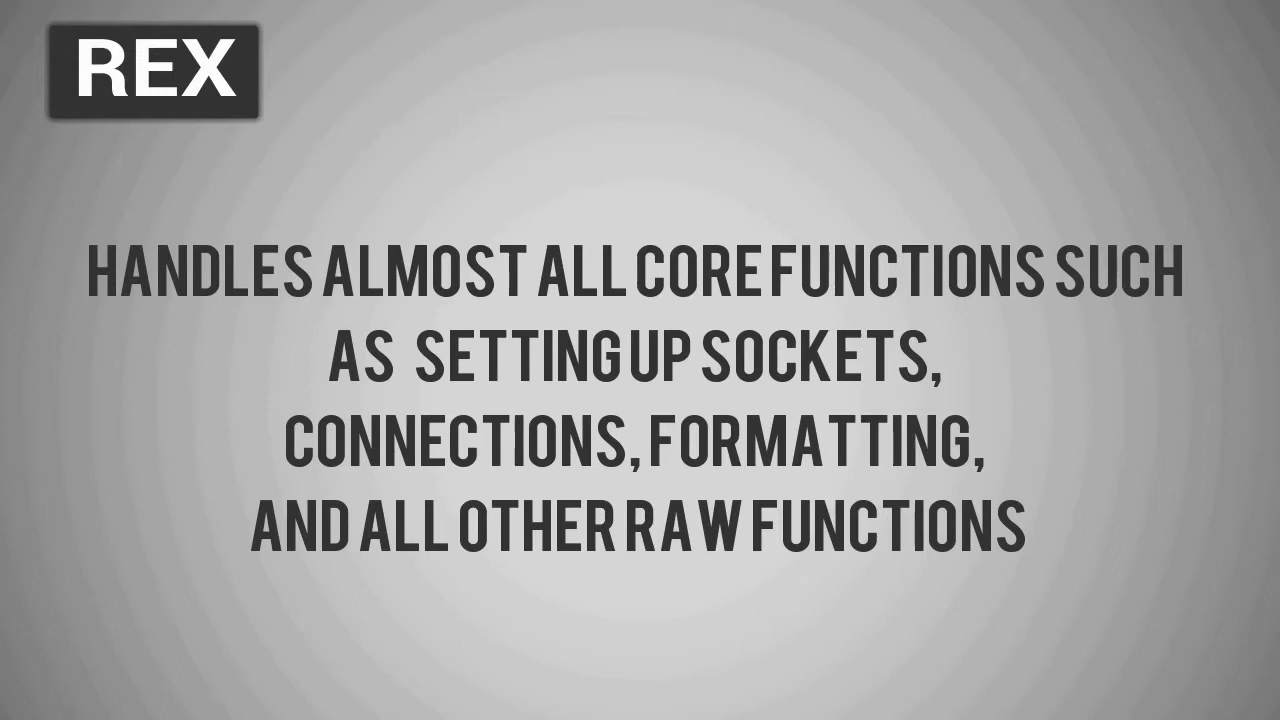 REX
HANDLES ALMOST ALL CORE FUNCTIONS SUCH
AS SETTING UP SOCKETS,
CONNECTIONS, FORMATTING,
AND ALL OTHER RAW FUNCTIONS